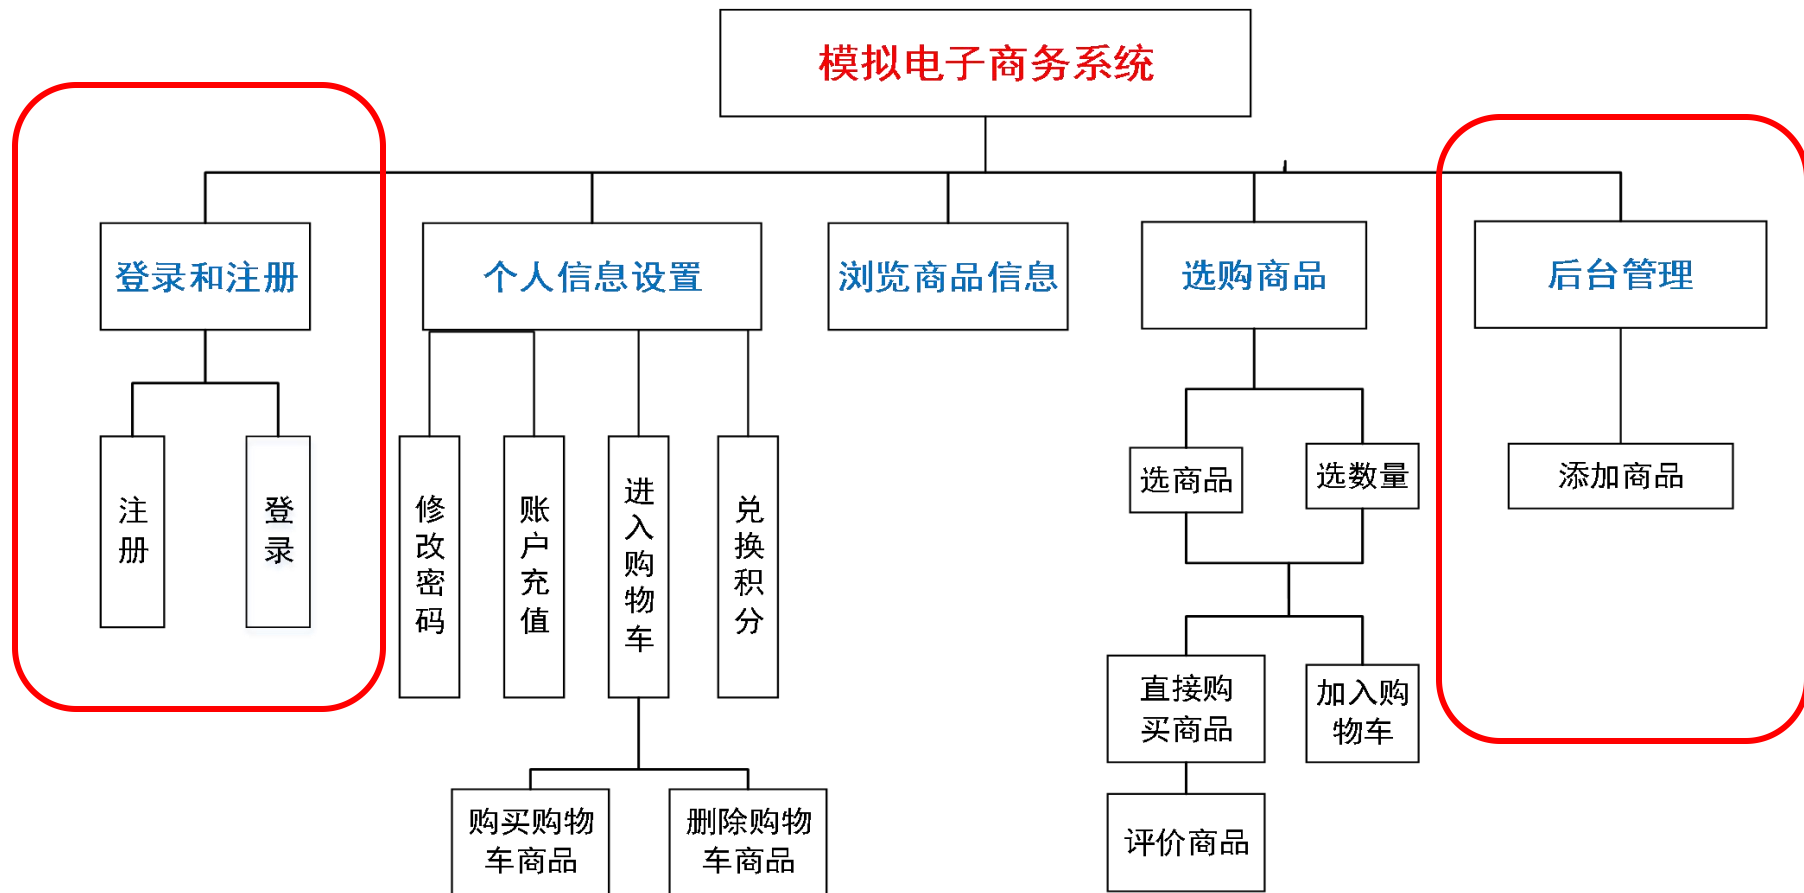 模拟电子商务系统
登录和注册
个人信息设置
浏览商品信息
选购商品
后台管理
注册
登录
修改密码
账户充值
进入购物车
兑换积分
选商品
选数量
添加商品
直接购
买商品
加入购
物车
购买购物
车商品
删除购物
车商品
评价商品